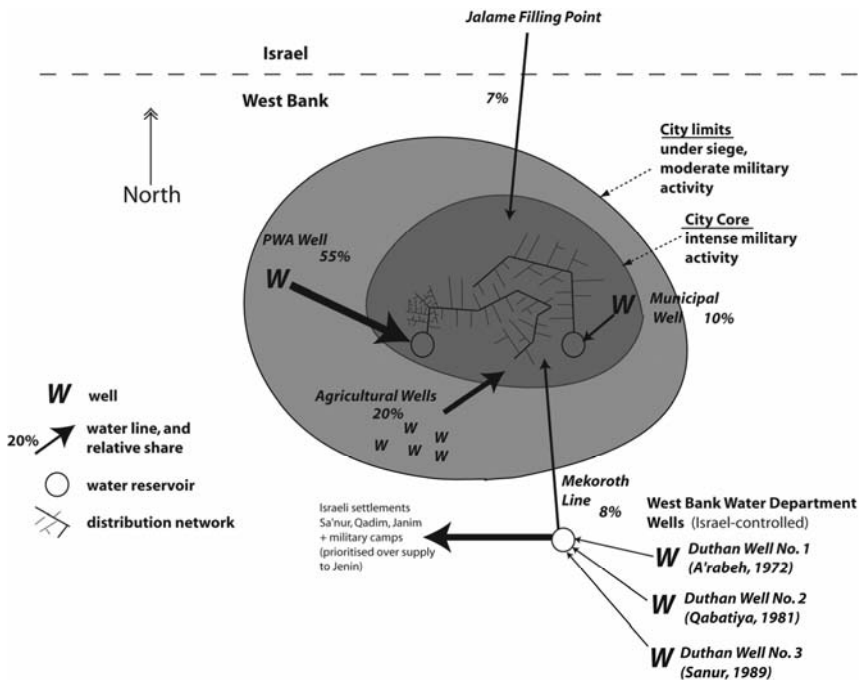 Jalame Filling Point
Israel
West Bank
7%
North
City limits
under siege,
moderate military
activity
City Core
intense military
activity
PWA Well
55%
W
W
Municipal
Well 10%
Agricultural Wells
20%
W
W
W
W
W
W well
20%
water line, and
relative share
water reservoir
distribution network
Mekoroth
Line
8%
Israeli settlements
Sa'nur, Qadim, Janim
+ military camps
(prioritised over supply
to Jenin)
West Bank Water Department
Wells (Israel-controlled)
W Duthan Well No. 1
(A'rabeh, 1972)
W Duthan Well No. 2
(Qabatiya, 1981)
W Duthan Well No. 3
(Sanur, 1989)